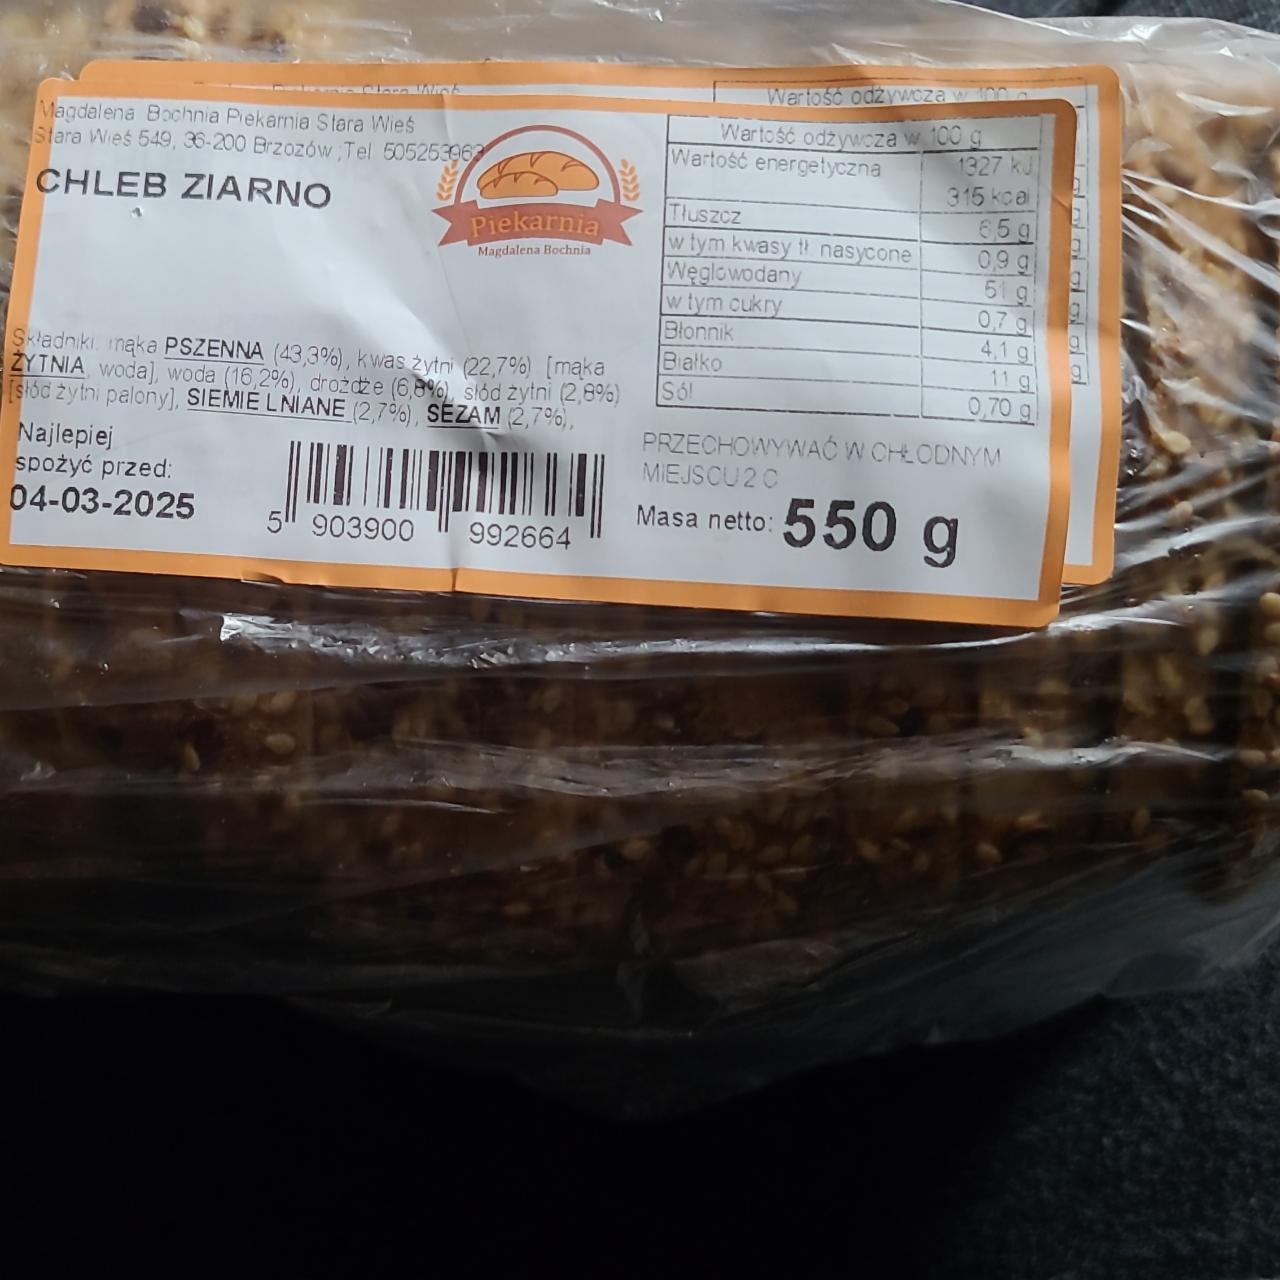 Wartość odżywcza w 100 g
Magdalena Bochnia Piekarnia Stara Wieś
Stara Wieś 549, 36-200 Brzozów ;Tel. 505253963
CHLEB ZIARNO
Piekarnia
Magdalena Bochnia
Składniki: mąka PSZENNA (43,3%), kwas żytni (22,7%) [mąka
ŻYTNIA, woda], woda (16,2%), drożdże (6,8%), słód żytni (2,8%)
[słód żytni palony], SIEMIE LNIANE (2,7%), SEZAM (2,7%),
Najlepiej
spożyć przed:
04-03-2025
5 903900 992664
Wartość odżywcza w 100 g
Wartość energetyczna 1327 kJ
315 kcal
Tłuszcz 6,5 g
w tym kwasy tł. nasycone 0,9 g
Węglowodany 51 g
w tym cukry 0,7 g
Błonnik 4,1 g
Białko 11 g
Sól 0,70 g
PRZECHOWYWAĆ W CHŁODNYM
MIEJSCU 2 C
Masa netto: 550 g